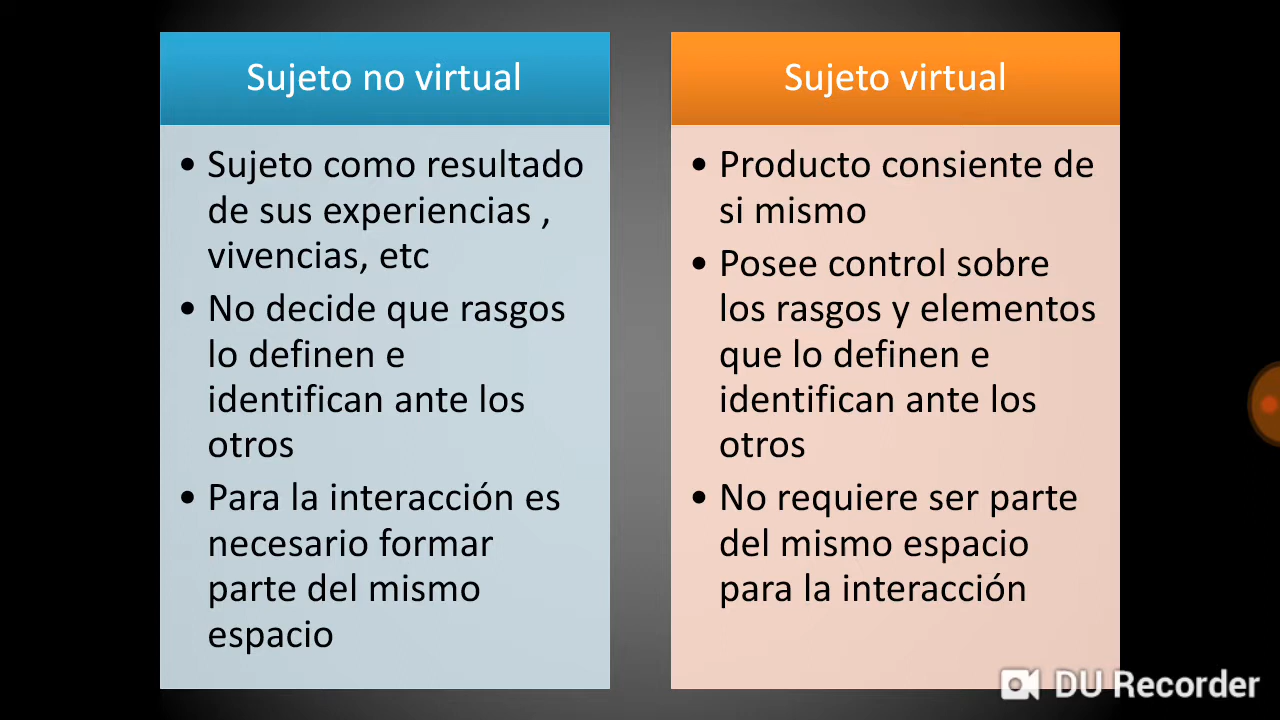 Sujeto no virtual
• Sujeto como resultado
de sus experiencias ,
vivencias, etc
• No decide que rasgos
lo definen e
identifican ante los
otros
• Para la interacción es
necesario formar
parte del mismo
espacio
Sujeto virtual
• Producto consiente de
si mismo
• Posee control sobre
los rasgos y elementos
que lo definen e
identifican ante los
otros
• No requiere ser parte
del mismo espacio
para la interacción
DU Recorder